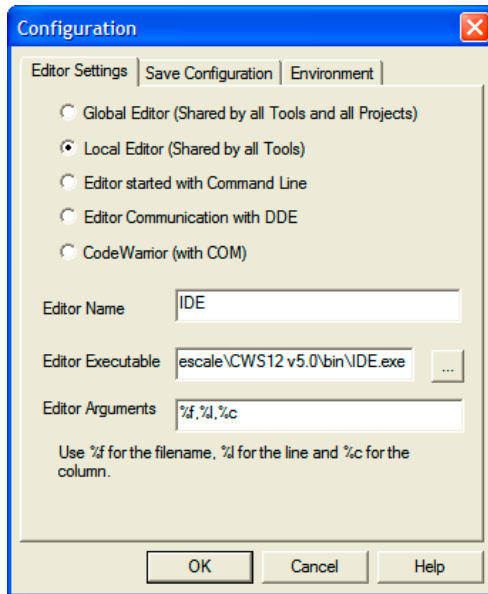 Configuration
Editor Settings Save Configuration Environment
Global Editor (Shared by all Tools and all Projects)
Local Editor (Shared by all Tools)
Editor started with Command Line
Editor Communication with DDE
CodeWarrior (with COM)
Editor Name IDE
Editor Executable escale\CWS12 v5.0\bin\IDE.exe ...
Editor Arguments %f,%l,%c
Use %f for the filename, %l for the line and %c for the
column.
OK Cancel Help